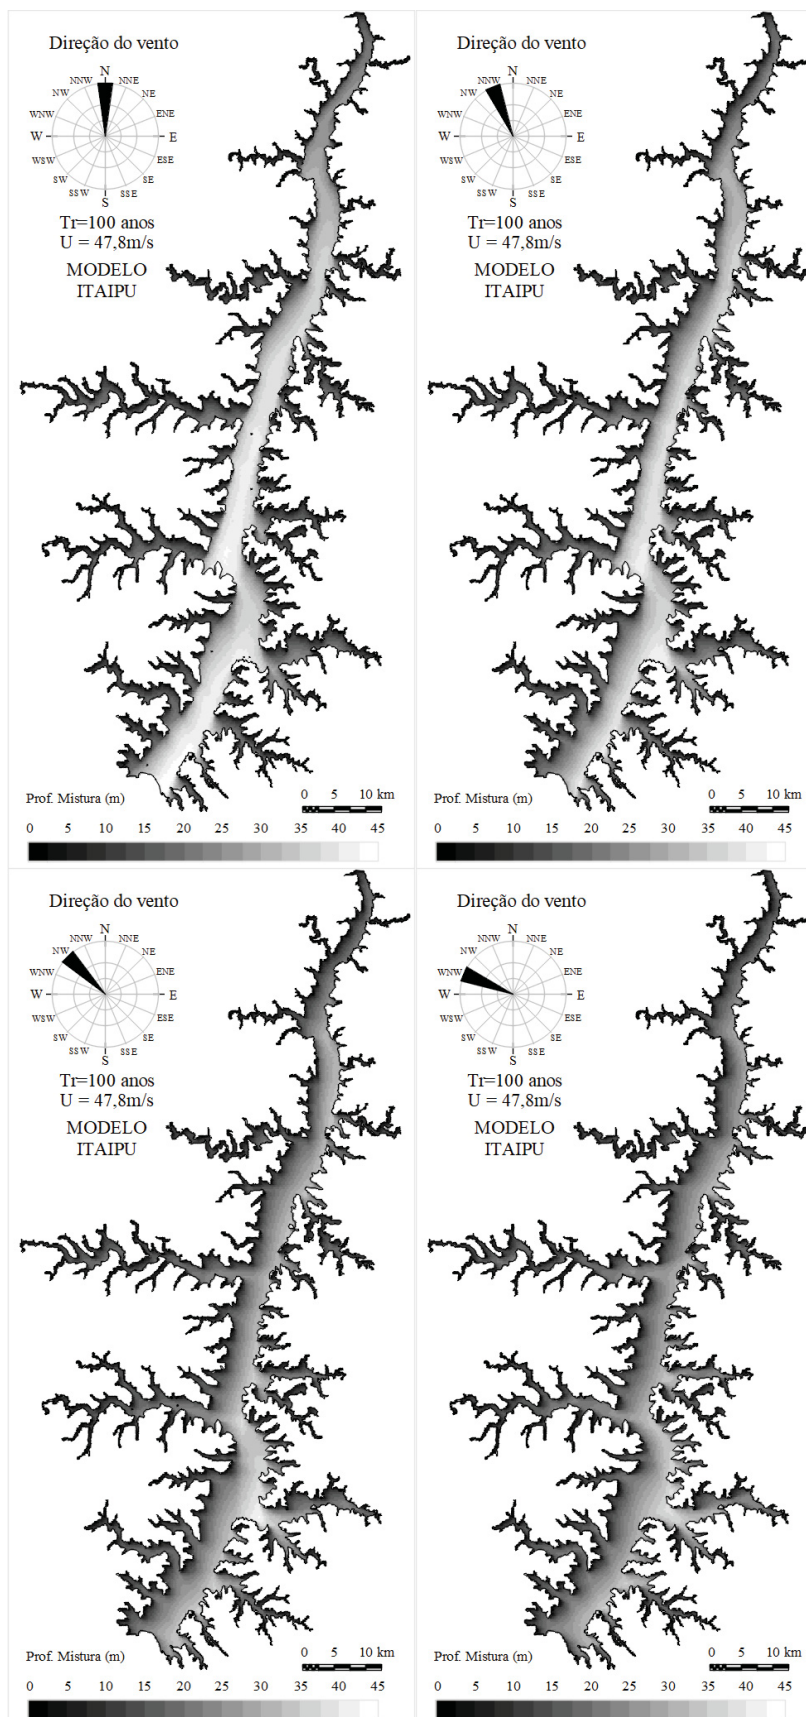 Direção do vento
N
NNW
NNE
NW
NE
WNW
ENE
W
E
WSW
ESE
SW
SE
SSW
SSE
S
Tr=100 anos
U = 47,8m/s
MODELO
ITAIPU
Prof. Mistura (m)
0 5 10 km
0 5 10 15 20 25 30 35 40 45
Direção do vento
N
NNW
NNE
NW
NE
WNW
ENE
W
E
WSW
ESE
SW
SE
SSW
SSE
S
Tr=100 anos
U = 47,8m/s
MODELO
ITAIPU
Prof. Mistura (m)
0 5 10 km
0 5 10 15 20 25 30 35 40 45
Direção do vento
N
NNW
NNE
NW
NE
WNW
ENE
W
E
WSW
ESE
SW
SE
SSW
SSE
S
Tr=100 anos
U = 47,8m/s
MODELO
ITAIPU
Prof. Mistura (m)
0 5 10 km
0 5 10 15 20 25 30 35 40 45
Direção do vento
N
NNW
NNE
NW
NE
WNW
ENE
W
E
WSW
ESE
SW
SE
SSW
SSE
S
Tr=100 anos
U = 47,8m/s
MODELO
ITAIPU
Prof. Mistura (m)
0 5 10 km
0 5 10 15 20 25 30 35 40 45